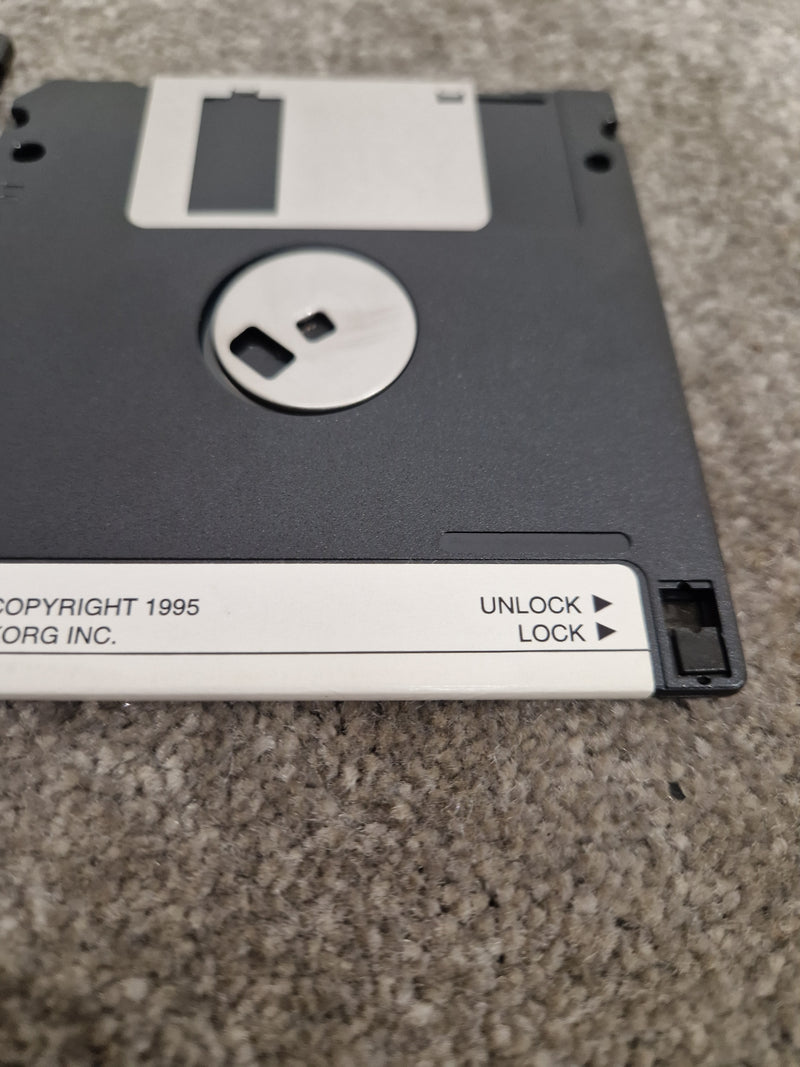 COPYRIGHT 1995
KORG INC.
UNLOCK ▶
LOCK ▶